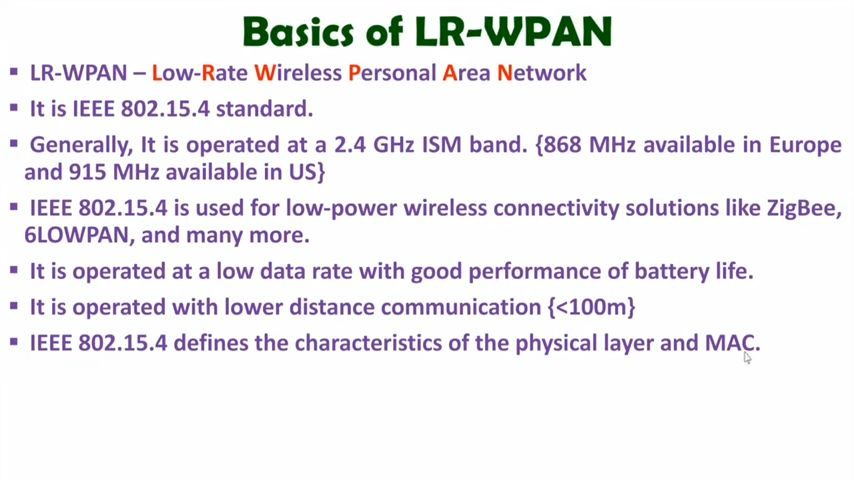 Basics of LR-WPAN
▪ LR-WPAN – Low-Rate Wireless Personal Area Network
▪ It is IEEE 802.15.4 standard.
▪ Generally, It is operated at a 2.4 GHz ISM band. {868 MHz available in Europe
and 915 MHz available in US}
▪ IEEE 802.15.4 is used for low-power wireless connectivity solutions like ZigBee,
6LOWPAN, and many more.
▪ It is operated at a low data rate with good performance of battery life.
▪ It is operated with lower distance communication {<100m}
▪ IEEE 802.15.4 defines the characteristics of the physical layer and MAC.